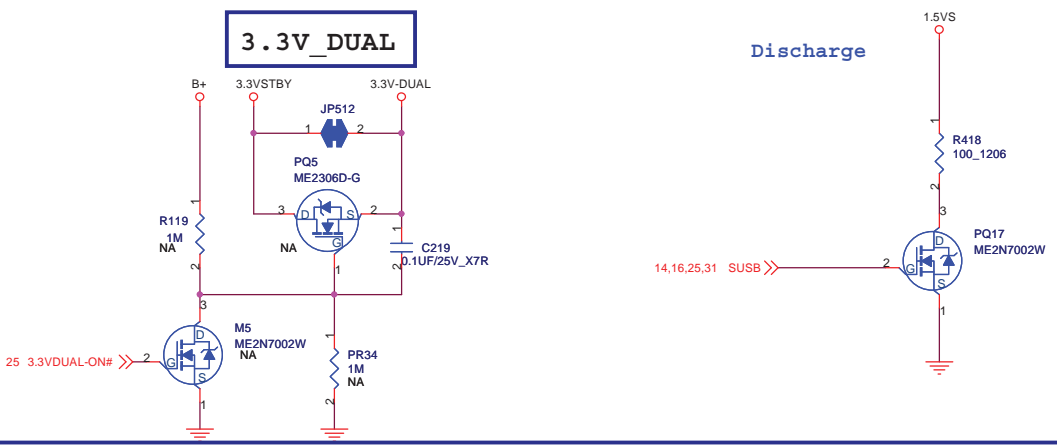 3.3V_DUAL
B+
3.3VSTBY
3.3V-DUAL
JP512
1
2
PQ5
ME2306D-G
3
D
S
2
G
NA
1
1
R119
1M
NA
2
1
C219
0.1UF/25V_X7R
2
3
M5
ME2N7002W
NA
D
G
S
25 3.3VDUAL-ON#
2
1
1
PR34
1M
NA
2
Discharge
1.5VS
1
R418
100_1206
2
3
PQ17
ME2N7002W
D
G
S
14,16,25,31 SUSB
2
1